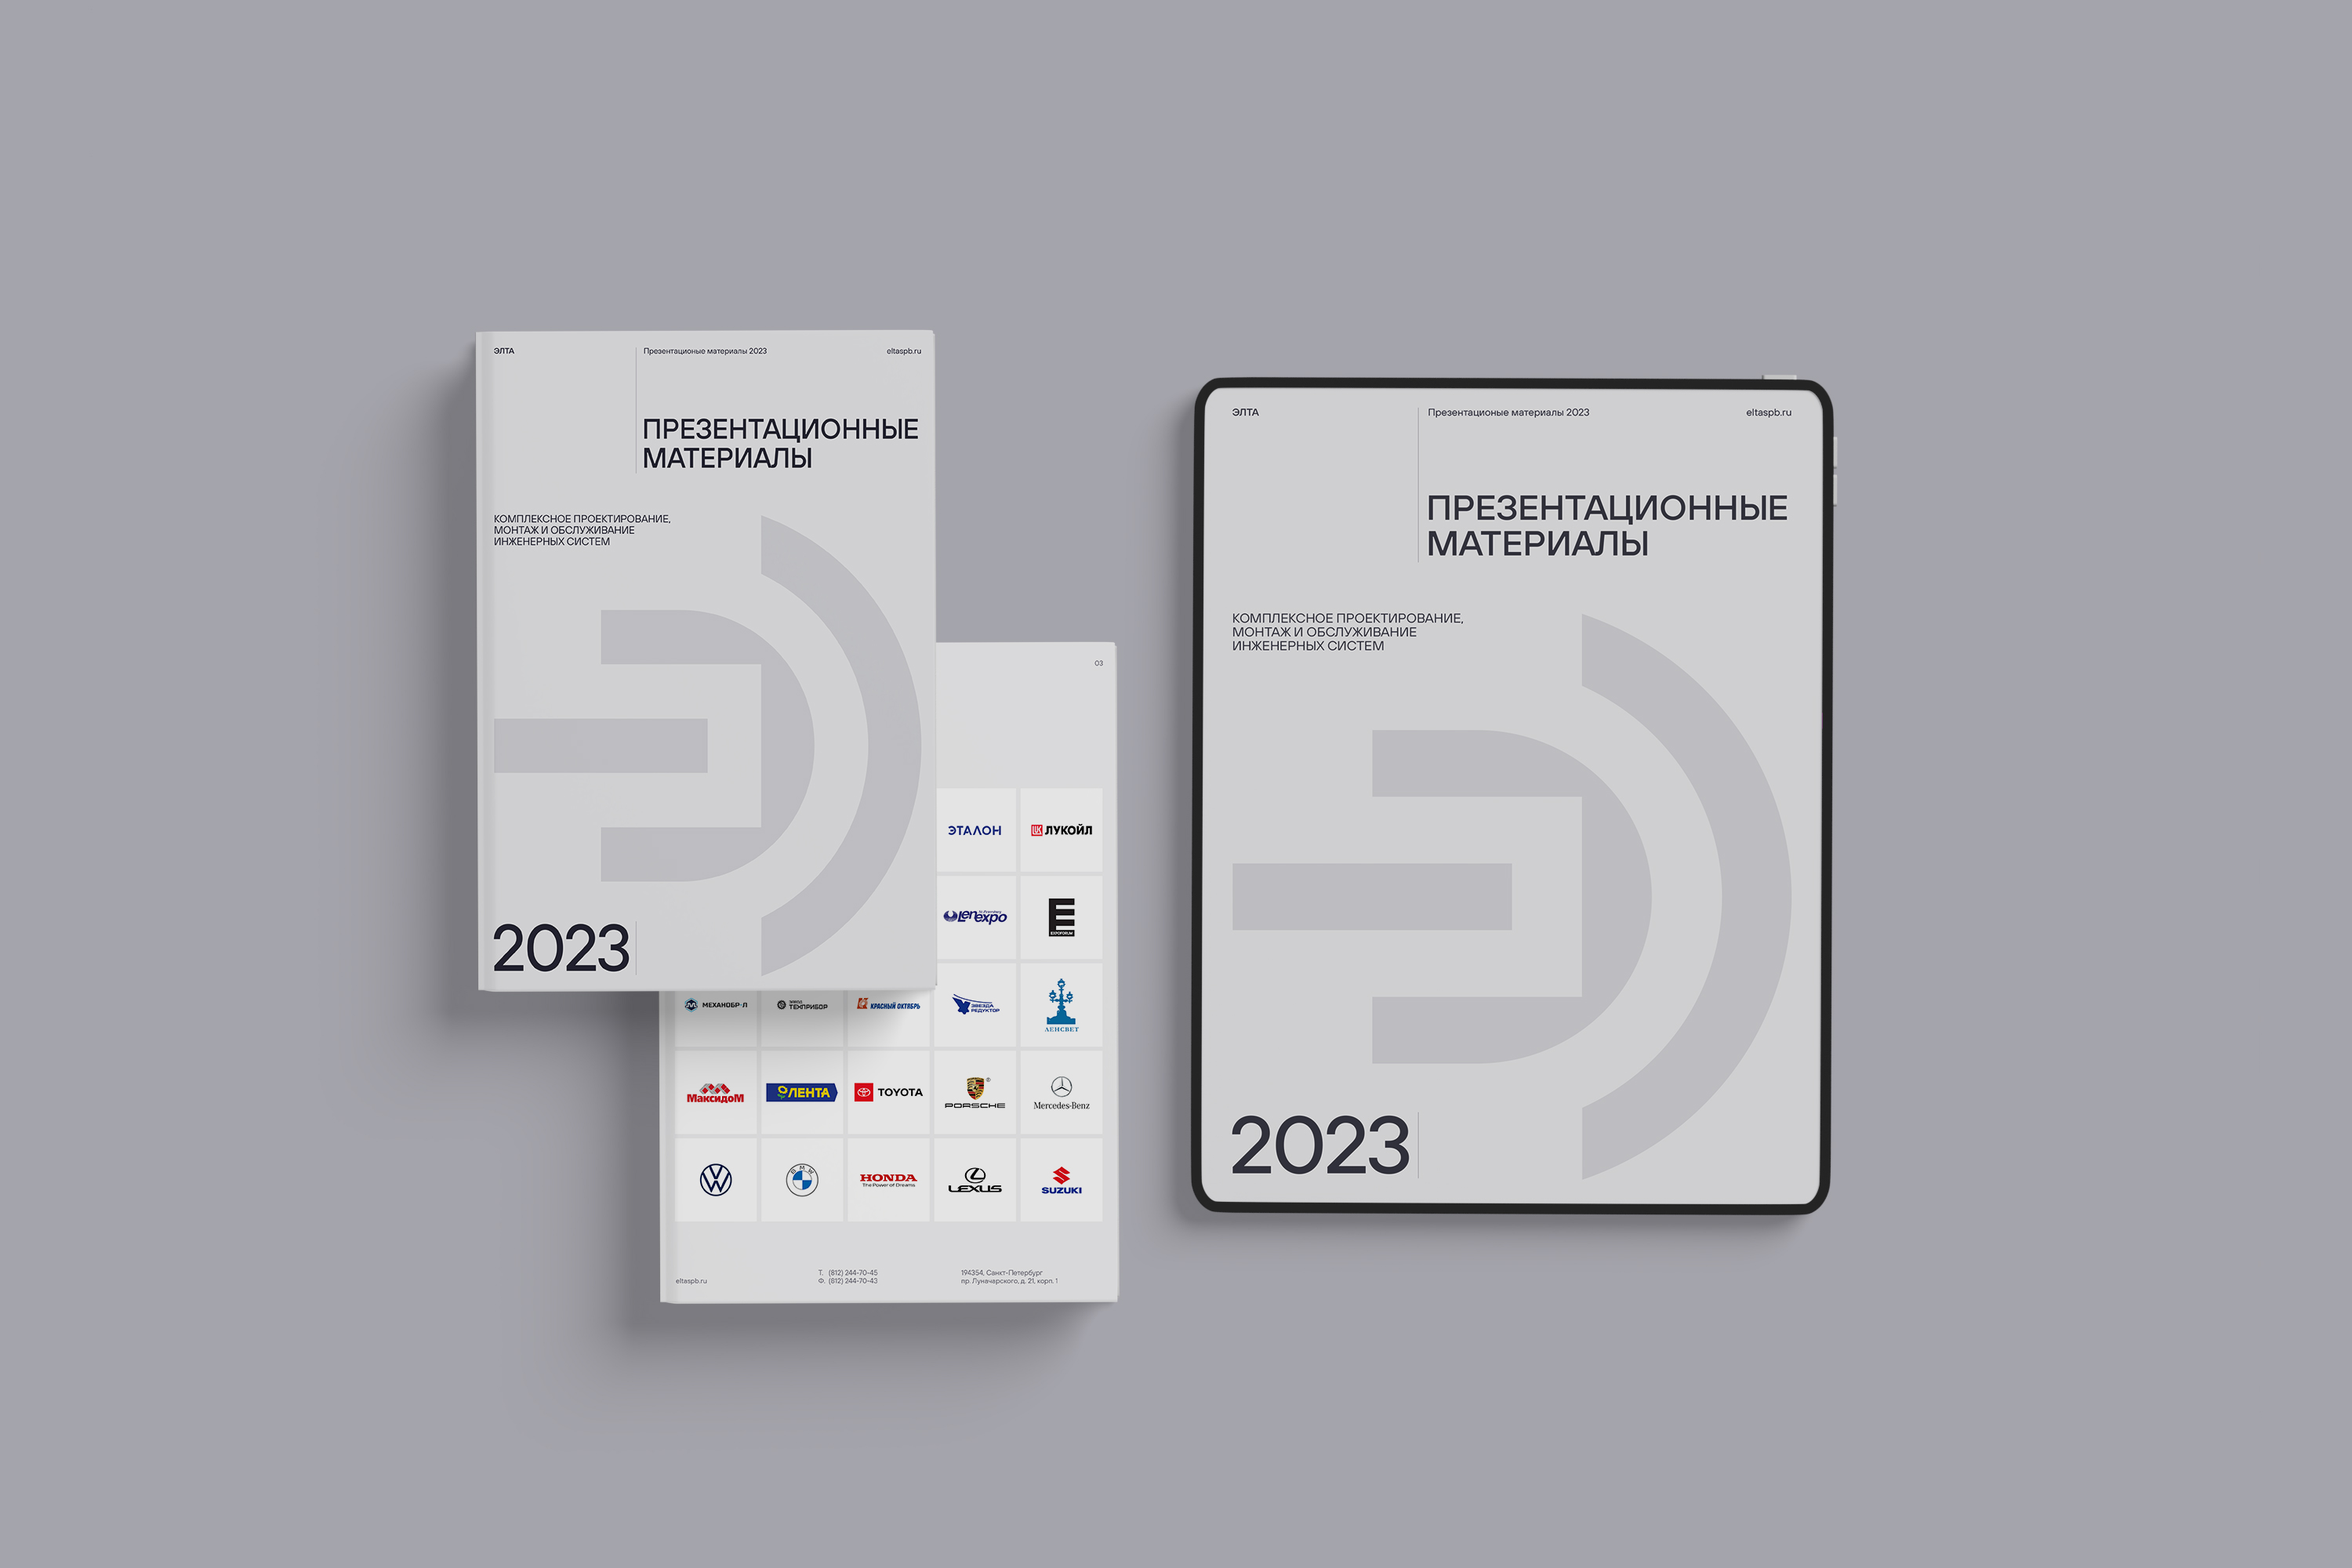 ЭЛТА
Презентационые материалы 2023
eltaspb.ru
ПРЕЗЕНТАЦИОННЫЕ
МАТЕРИАЛЫ
КОМПЛЕКСНОЕ ПРОЕКТИРОВАНИЕ,
МОНТАЖ И ОБСЛУЖИВАНИЕ
ИНЖЕНЕРНЫХ СИСТЕМ
2023
03
ЭТАЛОН
ЛУКОЙЛ
Lenexpo
EXPOFORUM
МЕХАНОБР
ТЕХПРИБОР
КРАСНЫЙ ОКТЯБРЬ
ЗВЕЗДА
РЕДУКТОР
ЛЕНСВЕТ
МаксидоМ
ЛЕНТА
TOYOTA
PORSCHE
Mercedes-Benz
BMW
HONDA
The Power of Dreams
LEXUS
SUZUKI
eltaspb.ru
Т. (812) 244-70-45
Ф. (812) 244-70-43
194354, Санкт-Петербург
пр. Луначарского, д. 21, корп. 1
ЭЛТА
Презентационые материалы 2023
eltaspb.ru
ПРЕЗЕНТАЦИОННЫЕ
МАТЕРИАЛЫ
КОМПЛЕКСНОЕ ПРОЕКТИРОВАНИЕ,
МОНТАЖ И ОБСЛУЖИВАНИЕ
ИНЖЕНЕРНЫХ СИСТЕМ
2023